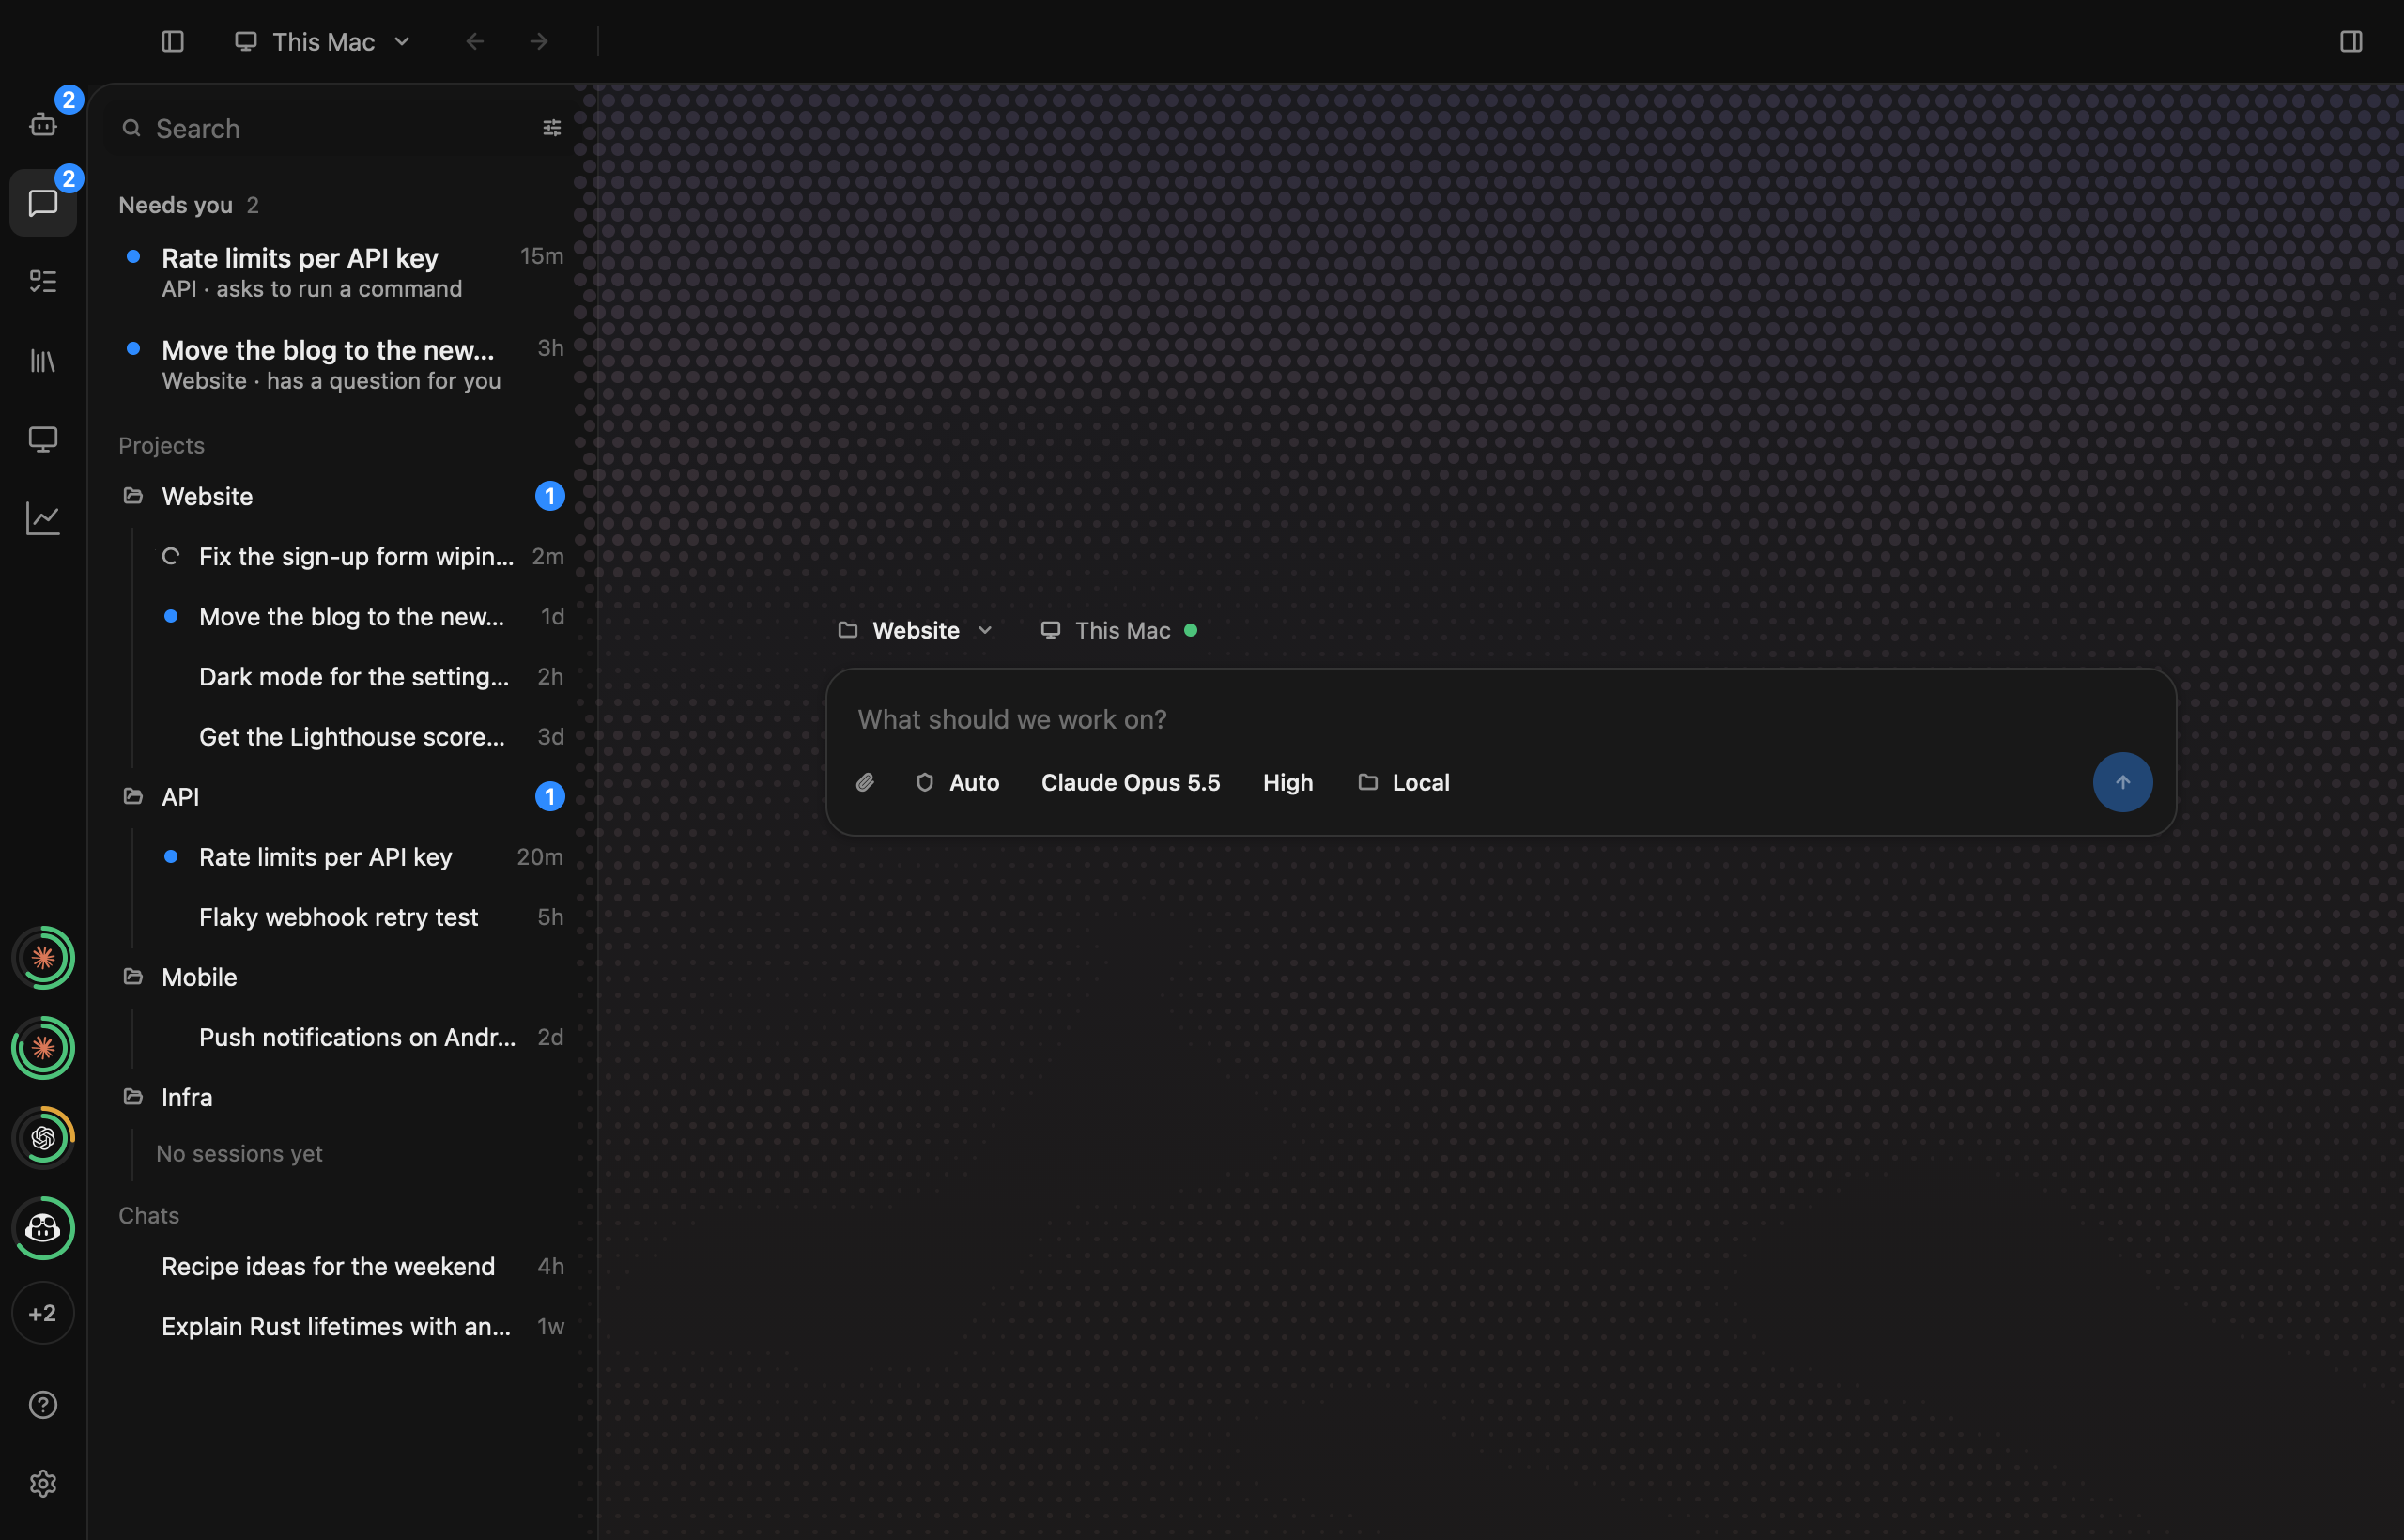 This Mac
2
Search
2
Needs you 2
Rate limits per API key 15m
API · asks to run a command
Move the blog to the new... 3h
Website · has a question for you
Projects
Website 1
Fix the sign-up form wipin... 2m
Move the blog to the new... 1d
Dark mode for the setting... 2h
Get the Lighthouse score... 3d
API 1
Rate limits per API key 20m
Flaky webhook retry test 5h
Mobile
Push notifications on Andr... 2d
Infra
No sessions yet
Chats
Recipe ideas for the weekend 4h
Explain Rust lifetimes with an... 1w
+2
Website This Mac
What should we work on?
Auto Claude Opus 5.5 High Local